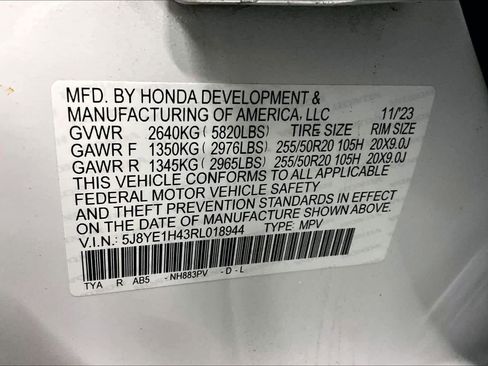 MFD. BY HONDA DEVELOPMENT &
MANUFACTURING OF AMERICA, LLC 11/'23
GVWR 2640KG ( 5820LBS) TIRE SIZE RIM SIZE
GAWR F 1350KG ( 2976LBS) 255/50R20 105H 20X9.0J
GAWR R 1345KG ( 2965LBS) 255/50R20 105H 20X9.0J
THIS VEHICLE CONFORMS TO ALL APPLICABLE
FEDERAL MOTOR VEHICLE SAFETY
AND THEFT PREVENTION STANDARDS IN EFFECT
ON THE DATE OF MANUFACTURE SHOWN ABOVE.
V.I.N.: 5J8YE1H43RL018944 TYPE: MPV
TYA R AB5 - NH883PV - D - L